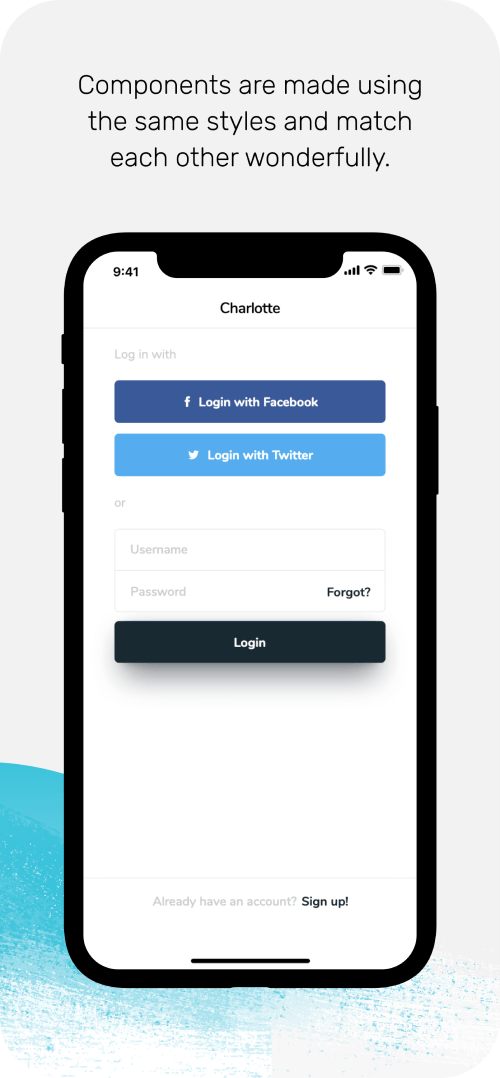 Components are made using
the same styles and match
each other wonderfully.
9:41
Charlotte
Log in with
Login with Facebook
Login with Twitter
or
Username
Password Forgot?
Login
Already have an account? Sign up!